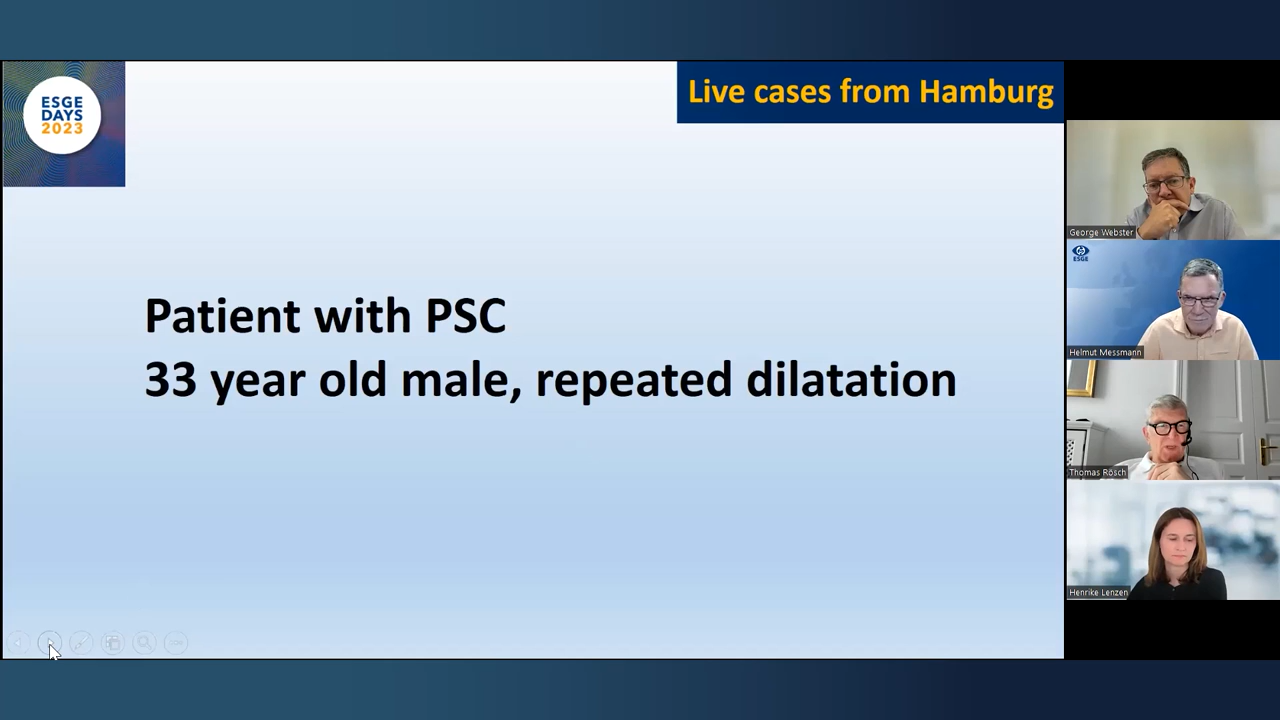 ESGE
DAYS
2023
Live cases from Hamburg
Patient with PSC
33 year old male, repeated dilatation
George Webster
ESGE
Helmut Messmann
Thomas Rösch
Henrike Lenzen